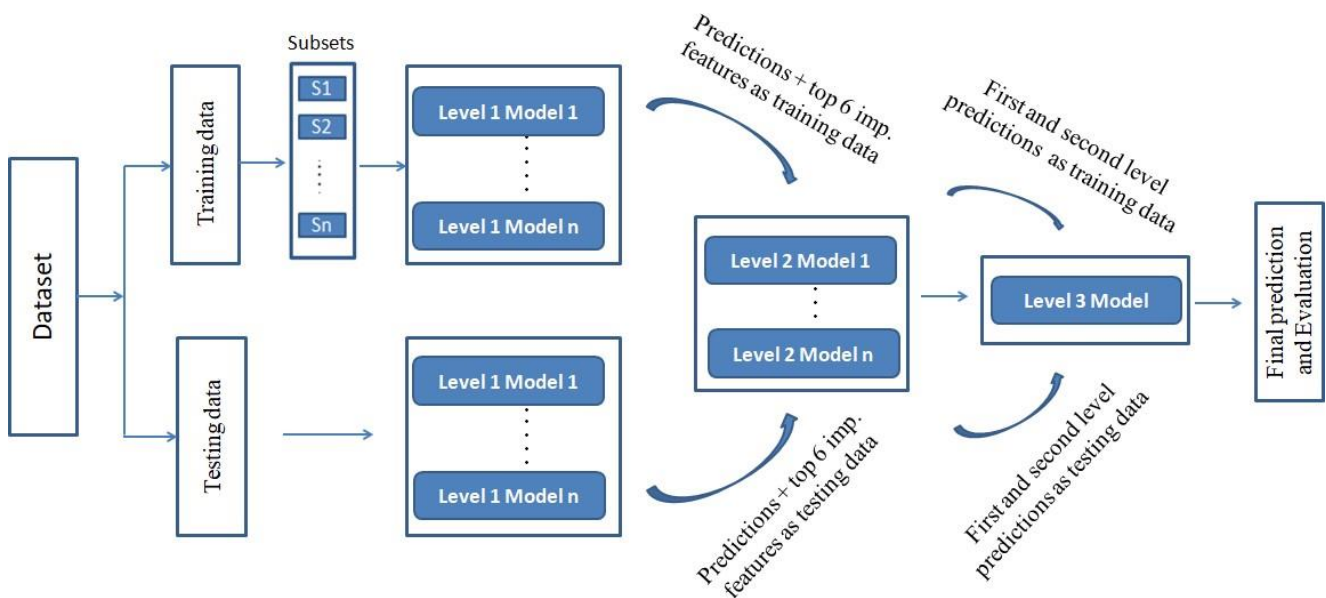 Dataset
Training data
Testing data
Subsets
S1
S2
Sn
Level 1 Model 1
Level 1 Model n
Level 1 Model 1
Level 1 Model n
Predictions + top 6 imp.
features as training data
Predictions + top 6 imp.
features as testing data
Level 2 Model 1
Level 2 Model n
First and second level
predictions as training data
First and second level
predictions as testing data
Level 3 Model
Final prediction
and Evaluation